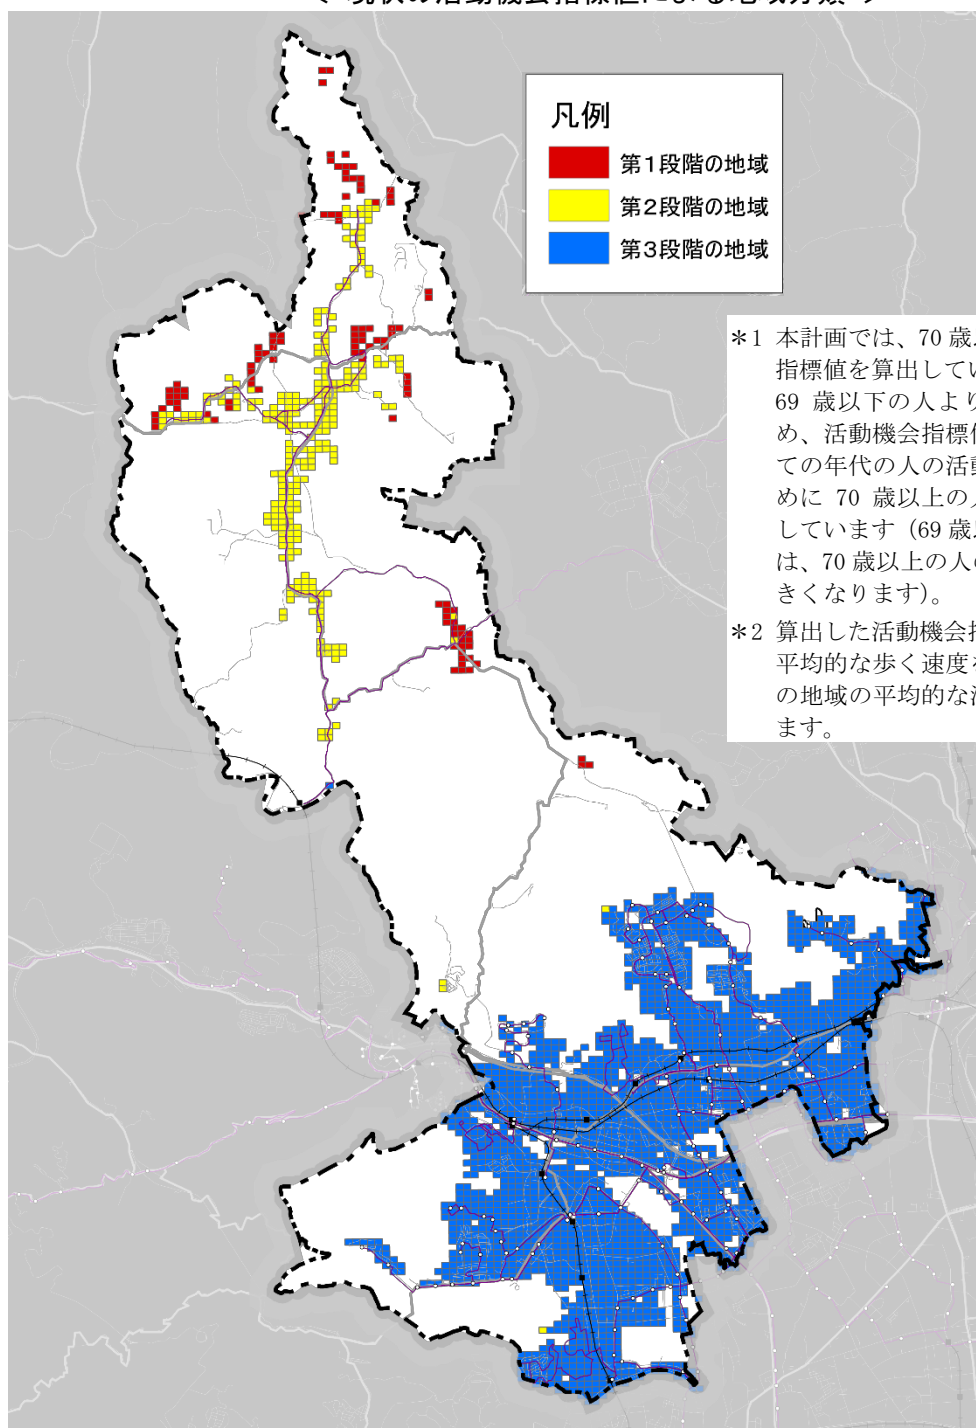 凡例
第1段階の地域
第2段階の地域
第3段階の地域
*1 本計画では、70 歳
指標値を算出してい
69 歳以下の人より
め、活動機会指標
ての年代の人の活動
めに 70 歳以上の
しています（69 歳
は、70 歳以上の人の
きくなります）。
*2 算出した活動機会指
平均的な歩く速度
の地域の平均的な
ます。